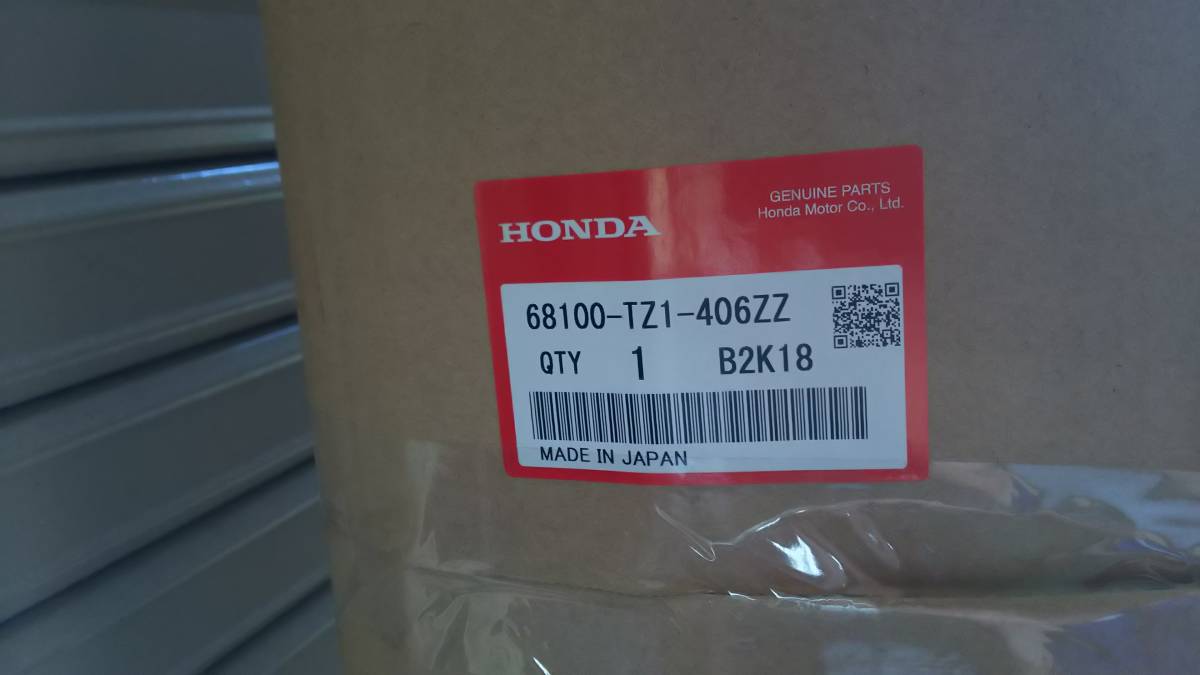 HONDA
GENUINE PARTS
Honda Motor Co., Ltd.
68100-TZ1-406ZZ
QTY 1 B2K18
MADE IN JAPAN